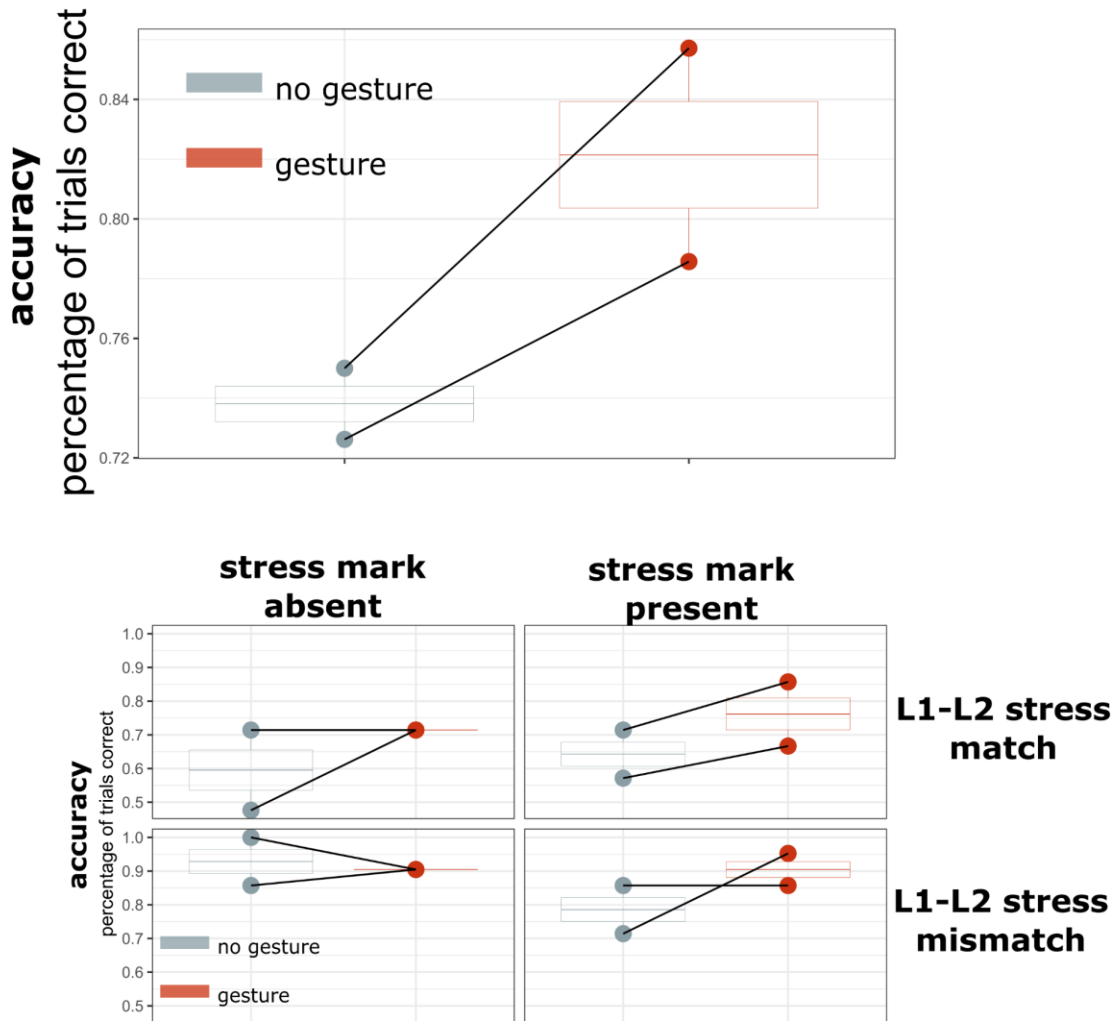 accuracy
percentage of trials correct
0.84
0.80
0.76
0.72
no gesture
gesture
stress mark
absent
stress mark
present
accuracy
percentage of trials correct
1.0
0.9
0.8
0.7
0.6
0.5
L1-L2 stress
match
1.0
0.9
0.8
0.7
0.6
0.5
no gesture
gesture
L1-L2 stress
mismatch